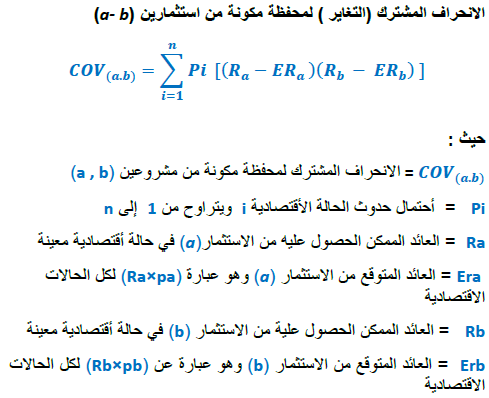 الانحراف المشترك (التغاير ) لمحفظة مكونة من استثمارين (a- b)
COV(a.b) = ∑ⁿᵢ₌₁ Pi [(Ra − ERa)(Rb − ERb) ]
حيث :
COV(a.b) = الانحراف المشترك لمحفظة مكونة من مشروعين (a , b)
Pi = أحتمال حدوث الحالة الأقتصادية i ويتراوح من 1 إلى n
Ra = العائد الممكن الحصول عليه من الاستثمار(a) في حالة أقتصادية معينة
Era = العائد المتوقع من الاستثمار (a) وهو عبارة (Ra×pa) لكل الحالات
الاقتصادية
Rb = العائد الممكن الحصول علية من الاستثمار (b) في حالة أقتصادية معينة
Erb = العائد المتوقع من الاستثمار (b) وهو عبارة عن (Rb×pb) لكل الحالات
الاقتصادية